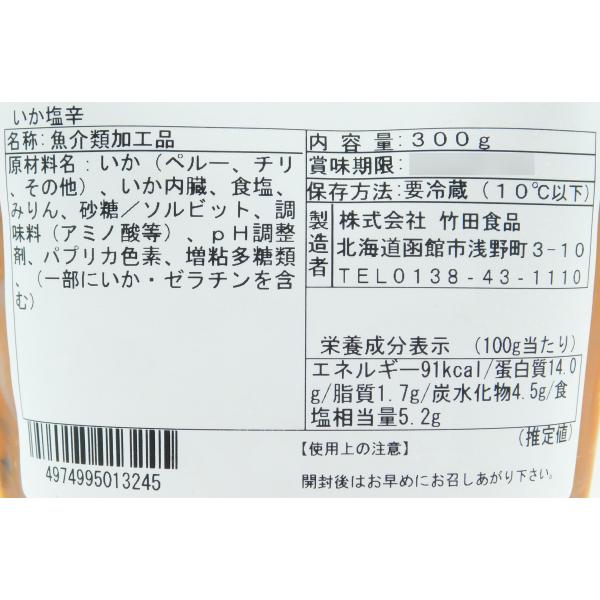 いか塩辛
名称:魚介類加工品
原材料名:いか(ペルー、チリ
、その他)、いか内臓、食塩、
みりん、砂糖/ソルビット、調
味料(アミノ酸等)、pH調整
剤、パプリカ色素、増粘多糖類
、(一部にいか・ゼラチンを含
む)
内容量:300g
賞味期限:
保存方法:要冷蔵(10℃以下)
製造者
株式会社 竹田食品
北海道函館市浅野町3-10
TEL0138-43-1110
栄養成分表示 (100g当たり)
エネルギー91kcal/蛋白質14.0
g/脂質1.7g/炭水化物4.5g/食
塩相当量5.2g
(推定値)
【使用上の注意】
開封後はお早めにお召しあがり下さい。
4974995013245